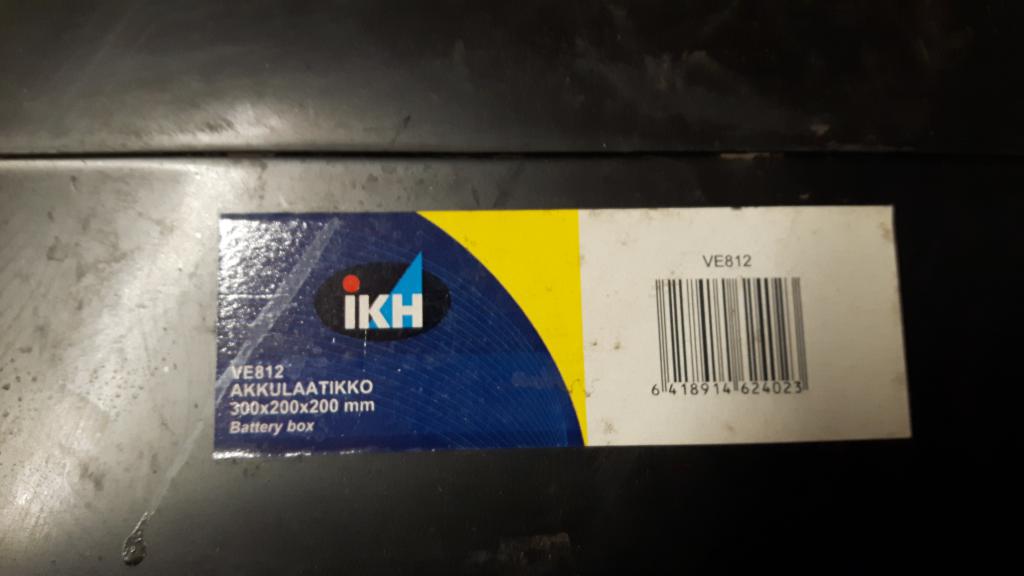 iKH
VE812
AKKULAATIKKO
300x200x200 mm
Battery box
VE812
6 418914 624023